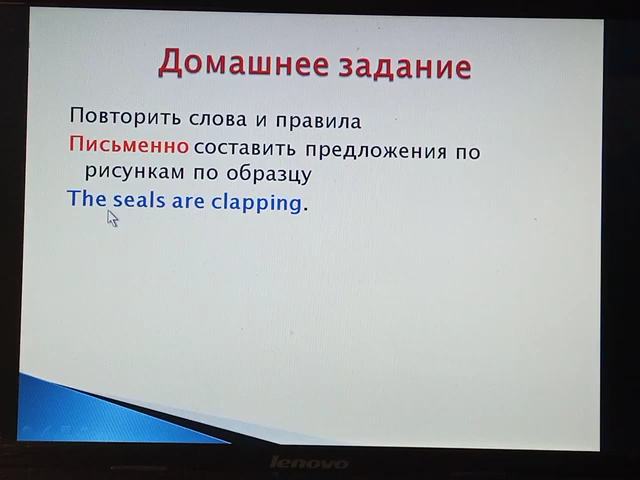 Домашнее задание
Повторить слова и правила
Письменно составить предложения по
рисункам по образцу
The seals are clapping.
lenovo